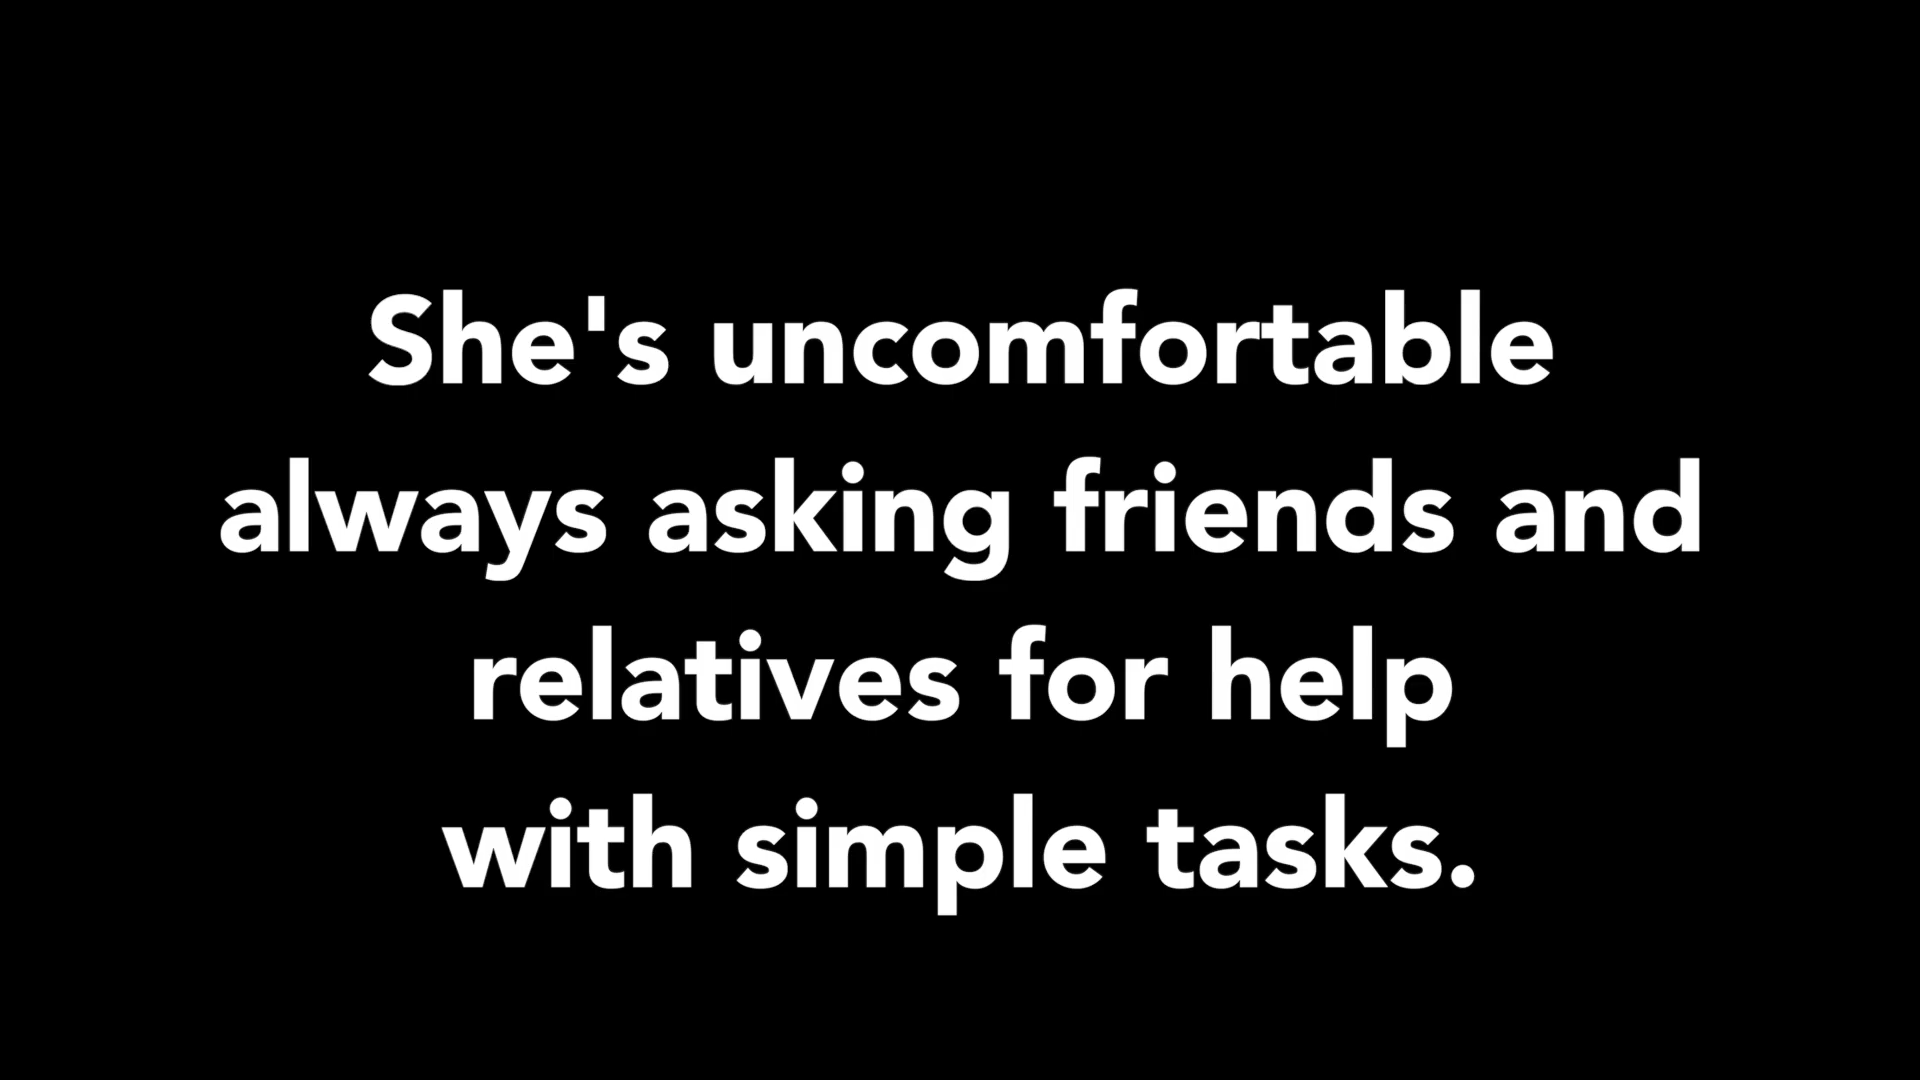 She's uncomfortable
always asking friends and
relatives for help
with simple tasks.